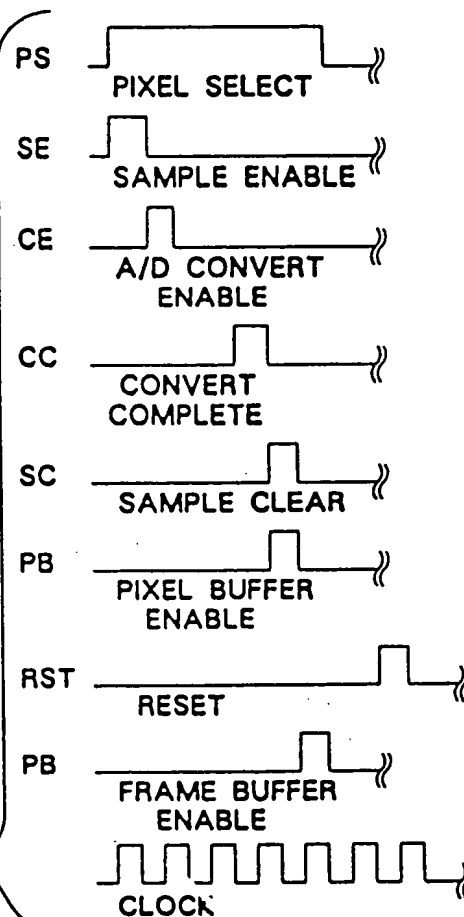 PS
PIXEL SELECT
SE
SAMPLE ENABLE
CE
A/D CONVERT
ENABLE
CC
CONVERT
COMPLETE
SC
SAMPLE CLEAR
PB
PIXEL BUFFER
ENABLE
RST
RESET
PB
FRAME BUFFER
ENABLE
CLOCK